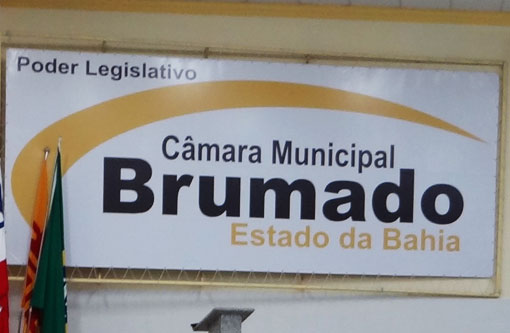 Poder Legislativo
Câmara Municipal
Brumado
Estado da Bahia